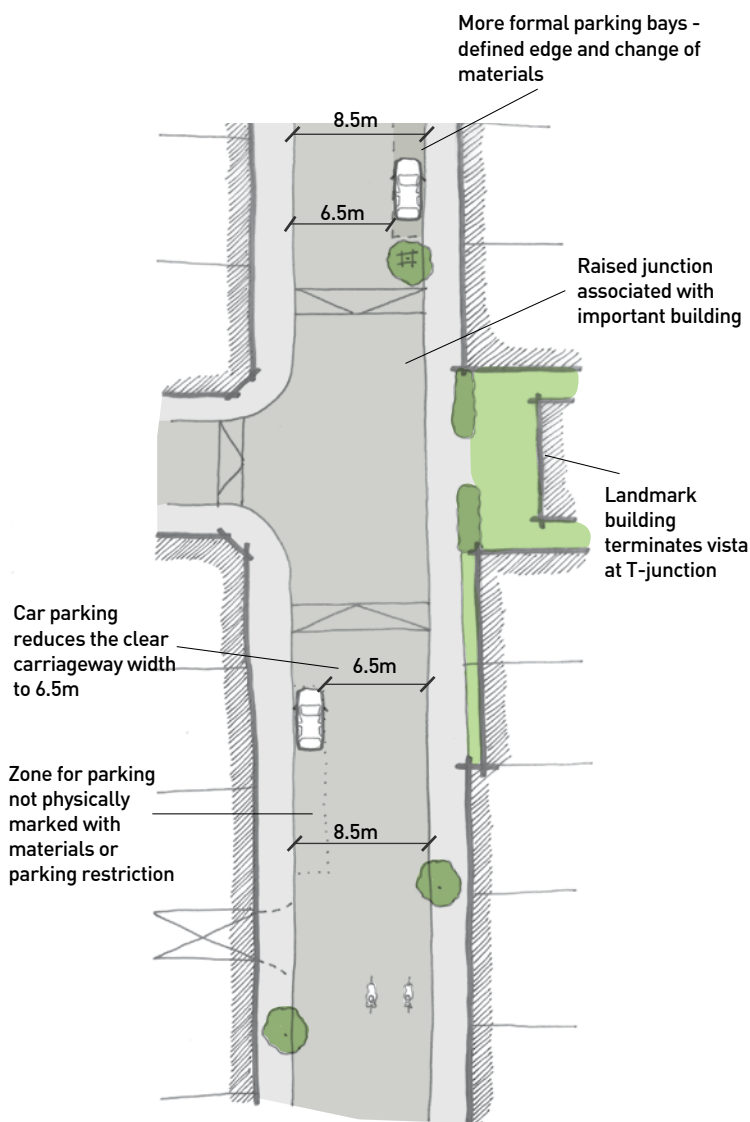 More formal parking bays -
defined edge and change of
materials
8.5m
6.5m
Raised junction
associated with
important building
Landmark
building
terminates vista
at T-junction
Car parking
reduces the clear
carriageway width
to 6.5m
6.5m
Zone for parking
not physically
marked with
materials or
parking restriction
8.5m